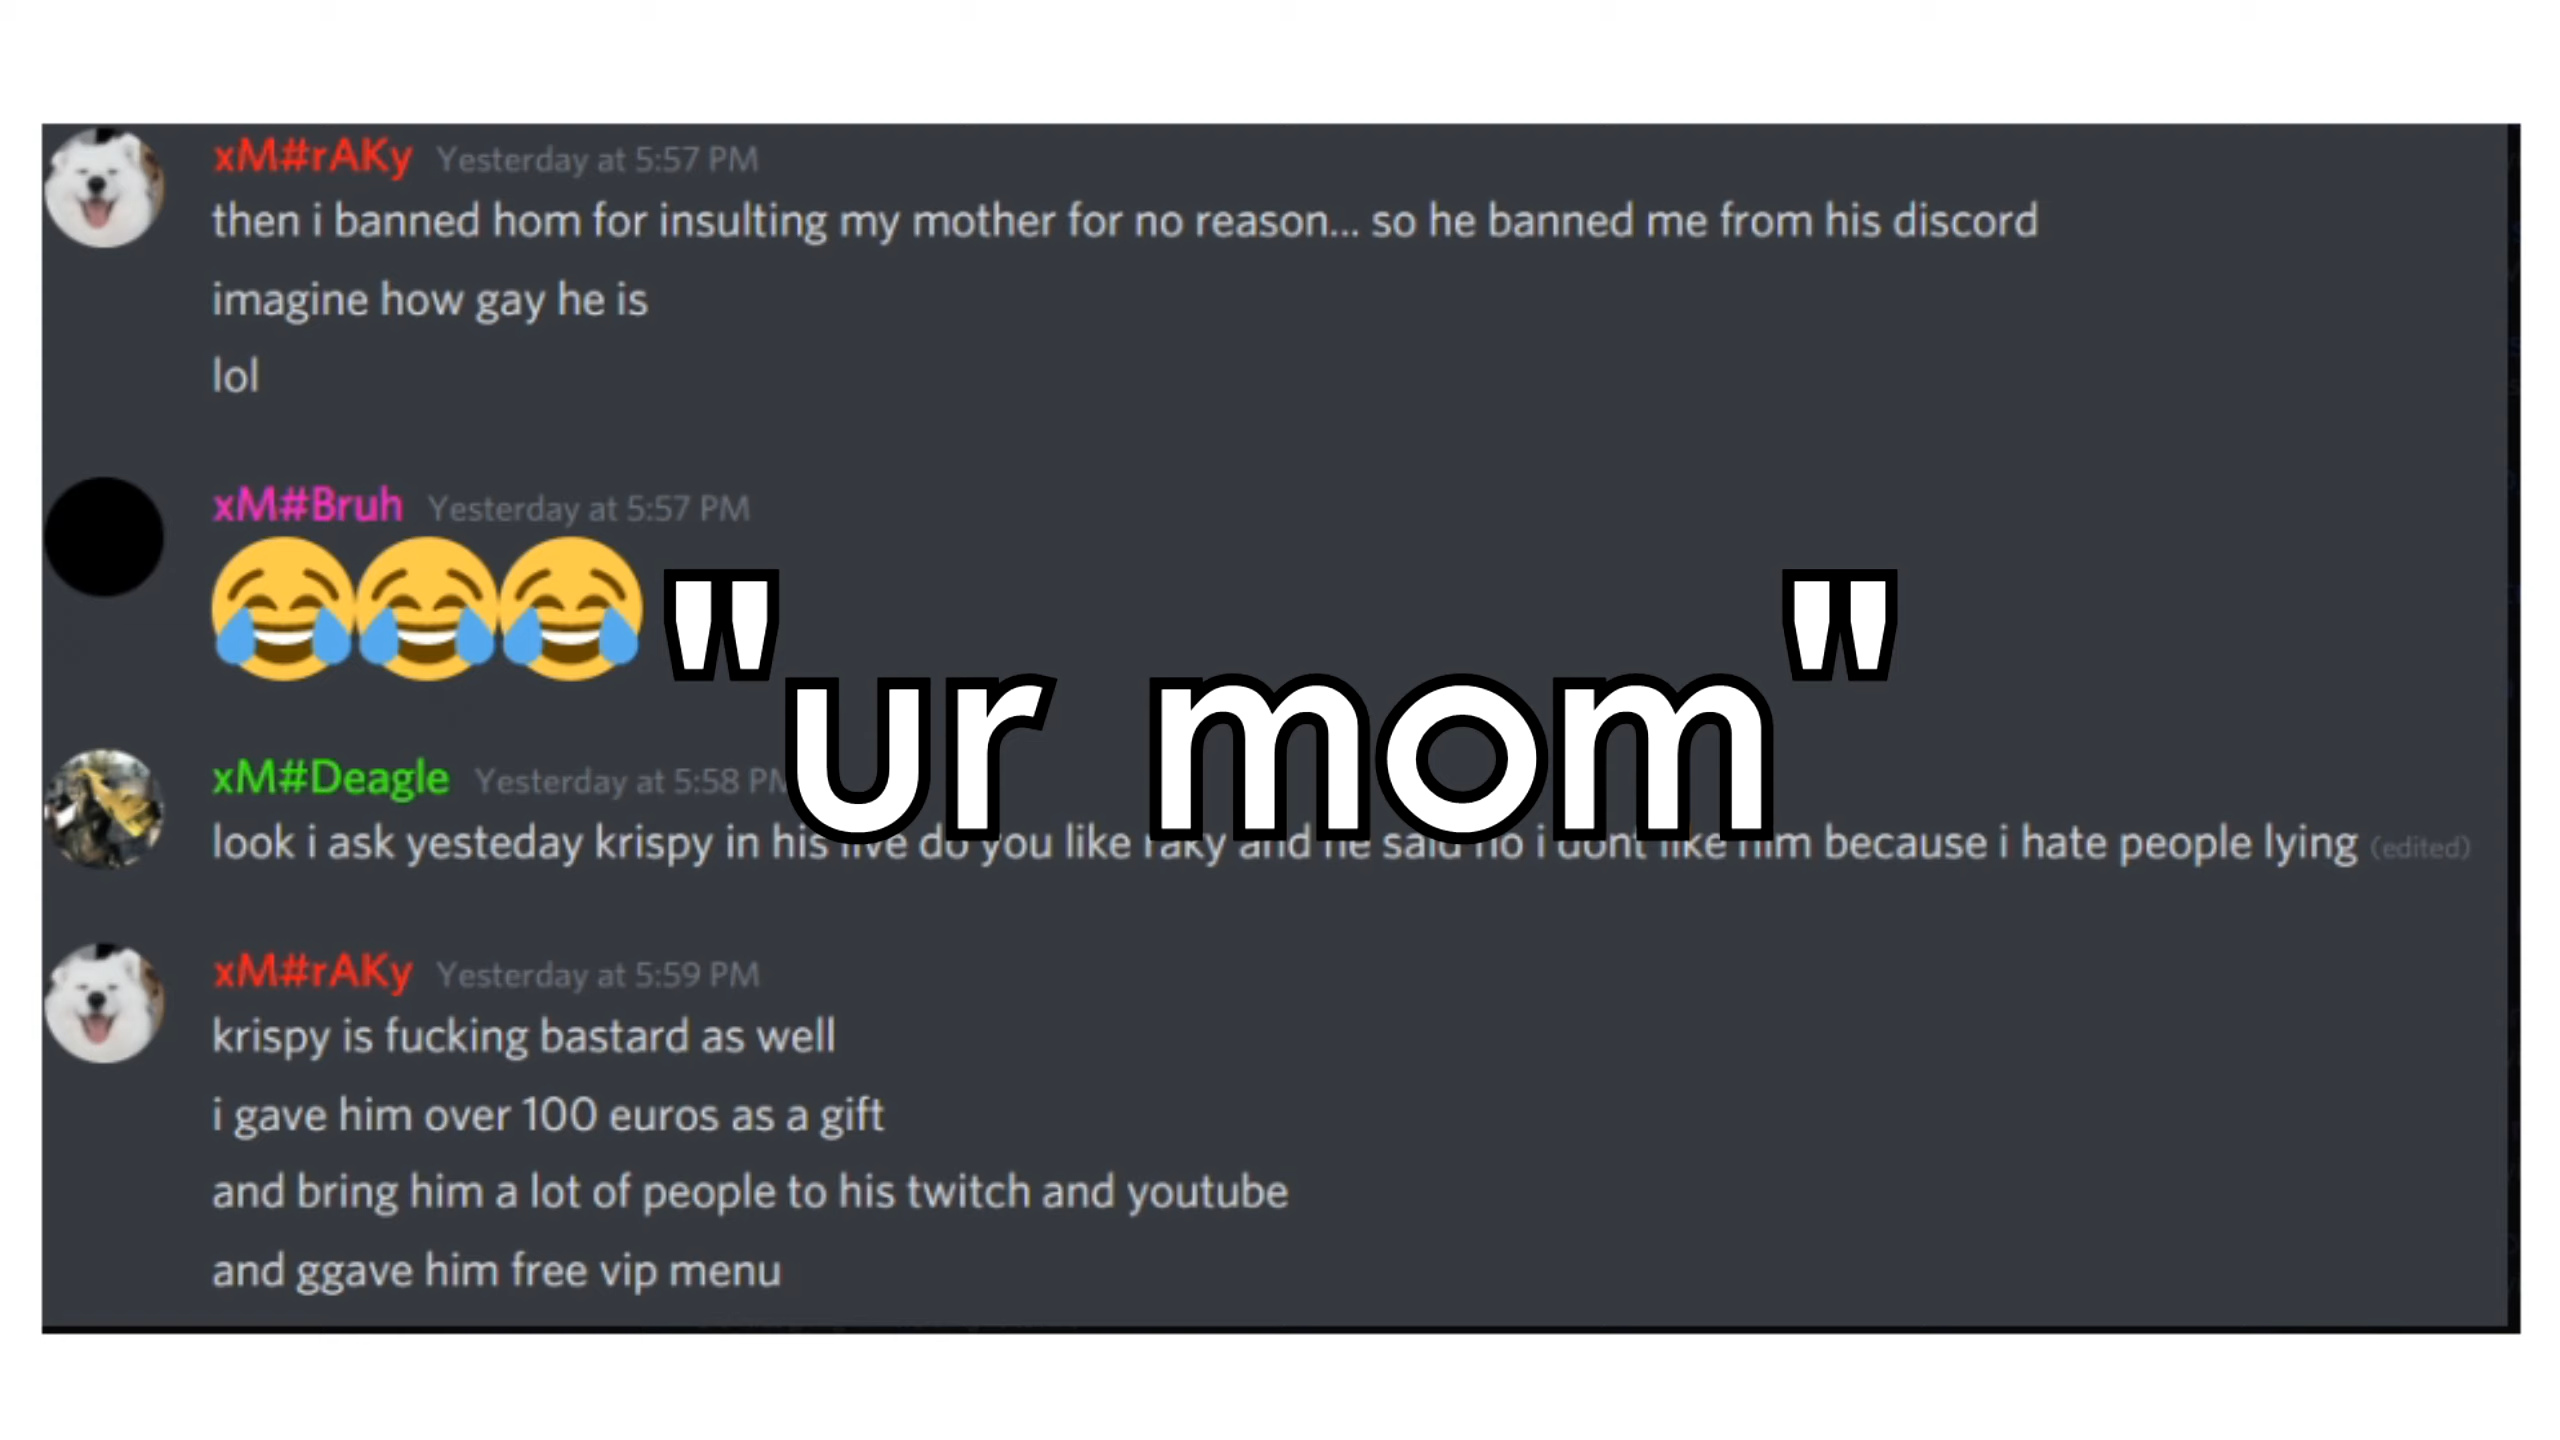 xM#rAKy Yesterday at 5:57 PM
then i banned hom for insulting my mother for no reason... so he banned me from his discord
imagine how gay he is
lol
xM#Bruh Yesterday at 5:57 PM
"ur mom"
xM#Deagle Yesterday at 5:58 PM
look i ask yesteday krispy in his live do you like raky and he said no i dont like him because i hate people lying (edited)
xM#rAKy Yesterday at 5:59 PM
krispy is fucking bastard as well
i gave him over 100 euros as a gift
and bring him a lot of people to his twitch and youtube
and ggave him free vip menu